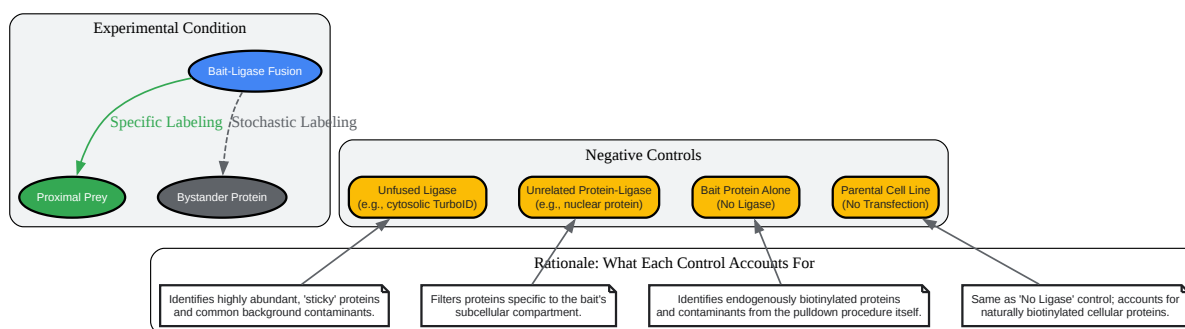 Experimental Condition
Bait-Ligase Fusion
Specific Labeling
Stochastic Labeling
Proximal Prey
Bystander Protein
Negative Controls
Unfused Ligase
(e.g., cytosolic TurboID)
Unrelated Protein-Ligase
(e.g., nuclear protein)
Bait Protein Alone
(No Ligase)
Parental Cell Line
(No Transfection)
Rationale: What Each Control Accounts For
Identifies highly abundant, 'sticky' proteins
and common background contaminants.
Filters proteins specific to the bait's
subcellular compartment.
Identifies endogenously biotinylated proteins
and contaminants from the pulldown procedure itself.
Same as 'No Ligase' control; accounts for
naturally biotinylated cellular proteins.